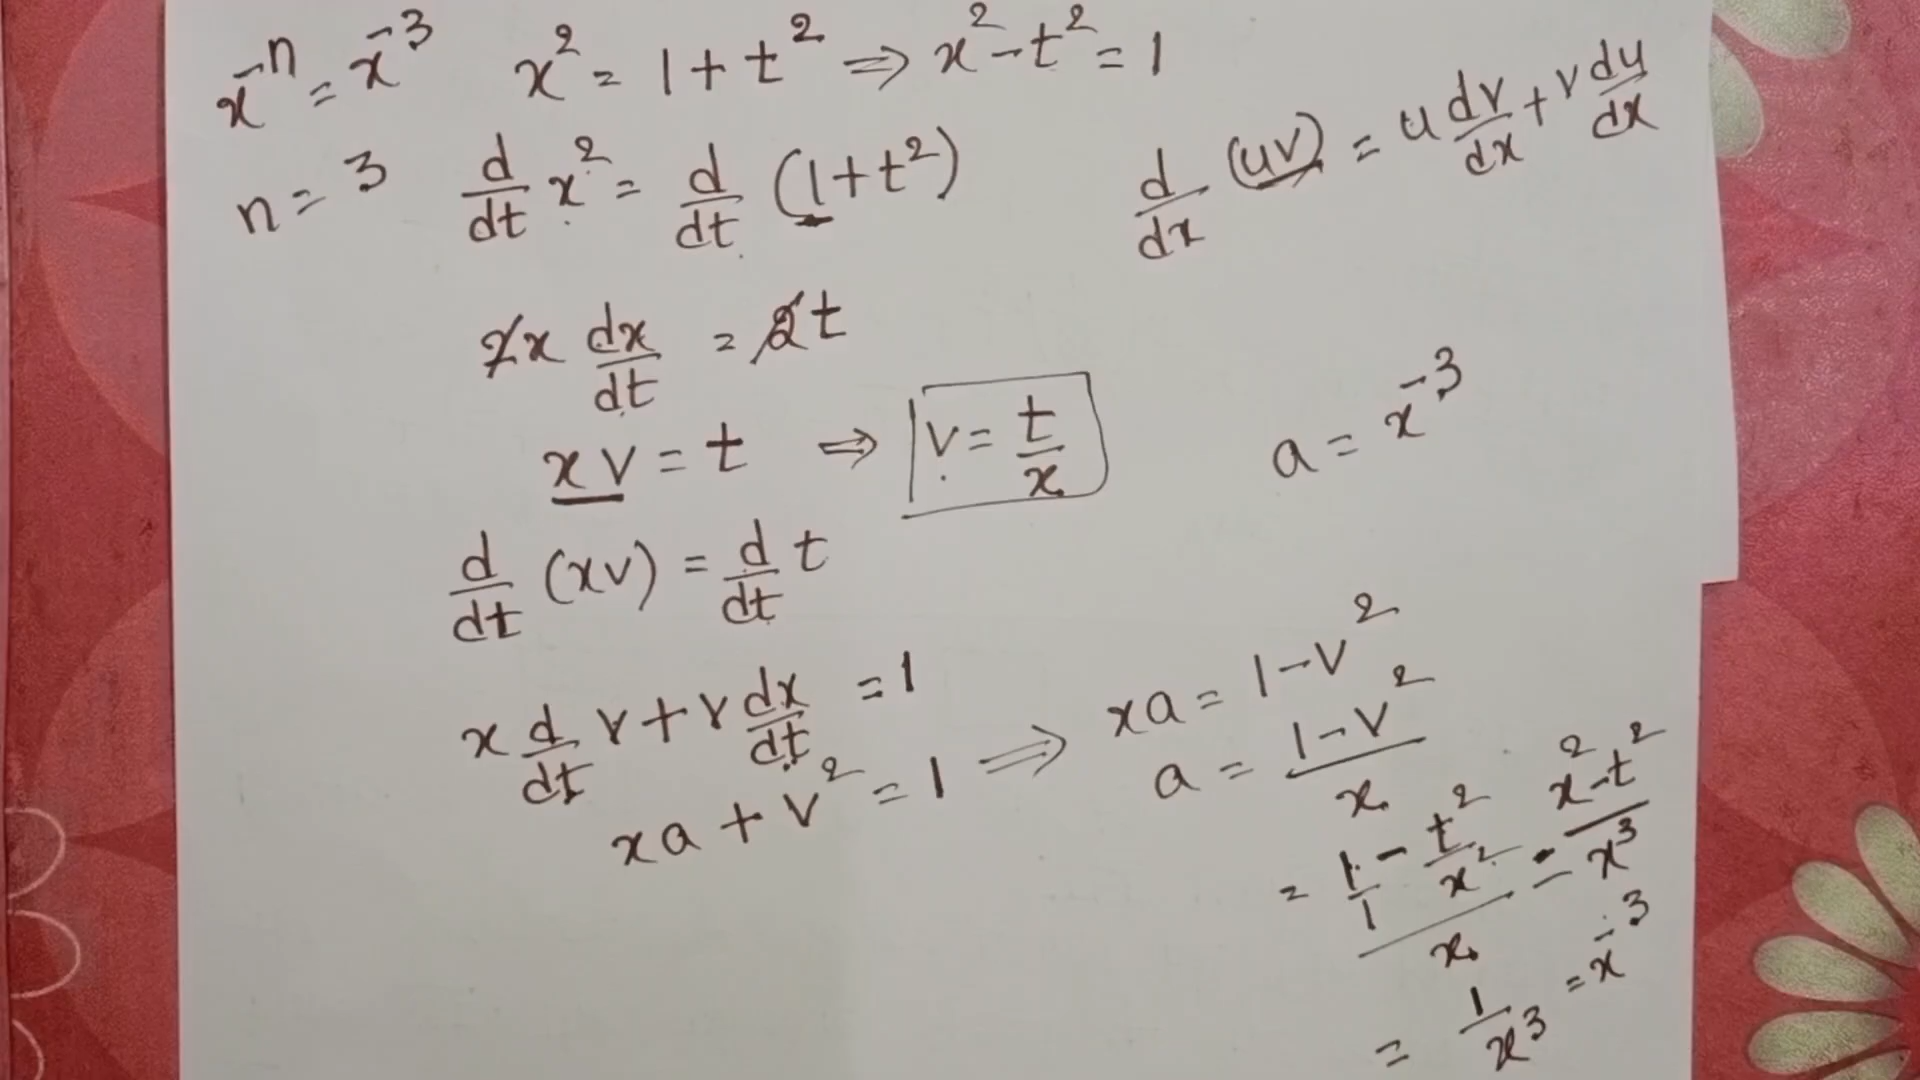 x⁻ⁿ = x⁻³
n = 3
x² = 1 + t² ⇒ x² - t² = 1
d/dt x² = d/dt (1 + t²)
d/dx (uv) = u dv/dx + v du/dx
2x dx/dt = 2t
xv = t ⇒ v = t/x
a = x⁻³
d/dt (xv) = d/dt t
x d/dt v + v dx/dt = 1
xa + v² = 1 ⇒ xa = 1 - v²
a = (1 - v²)/x
= (1/1 - t²/x²)/x = (x² - t²)/x³
= 1/x³ = x⁻³